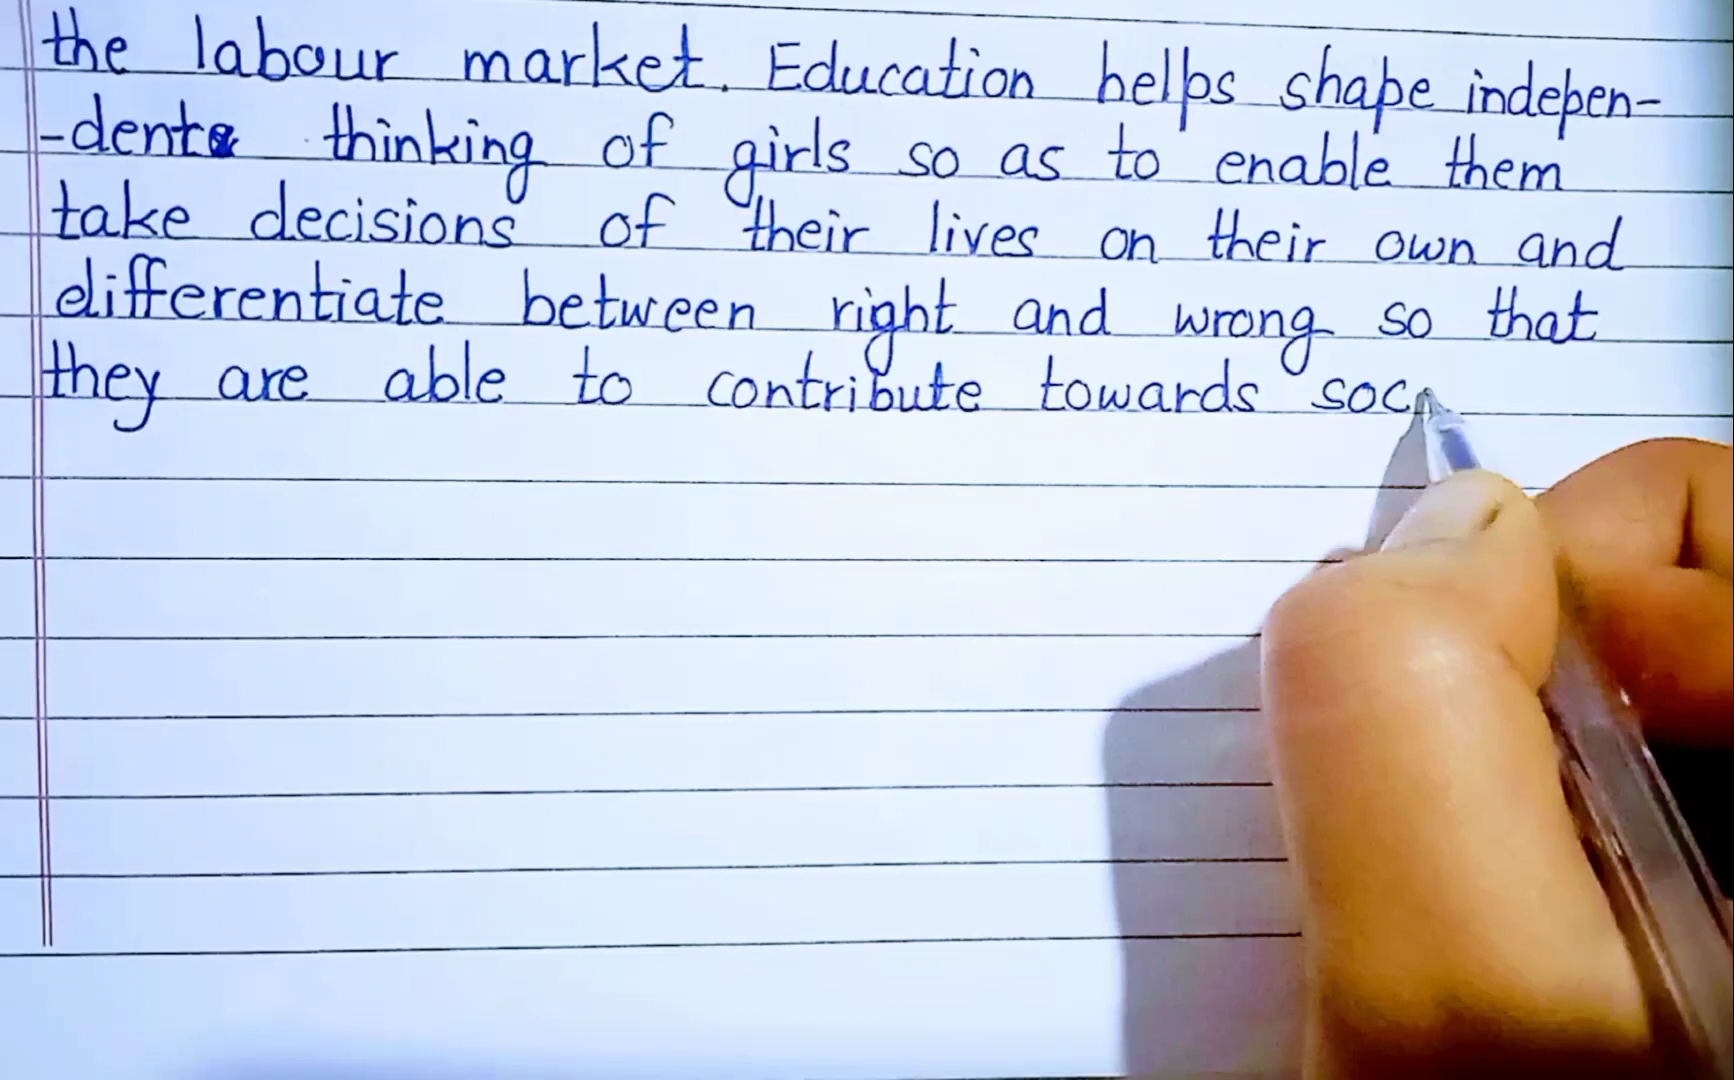 the labour market. Education helps shape indepen-
-dent thinking of girls so as to enable them
take decisions of their lives on their own and
differentiate between right and wrong so that
they are able to contribute towards soc